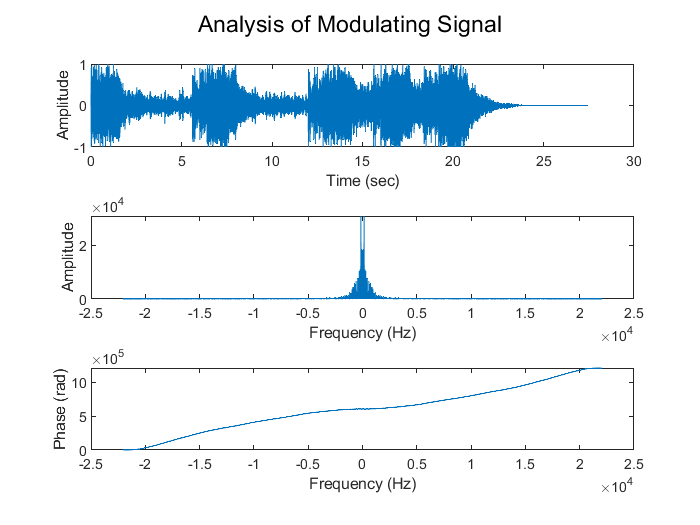 Analysis of Modulating Signal
Amplitude
1
0
-1
0 5 10 15 20 25 30
Time (sec)
×10^4
Amplitude
2
0
-2.5 -2 -1.5 -1 -0.5 0 0.5 1 1.5 2 2.5
Frequency (Hz)
×10^4
×10^5
Phase (rad)
10
5
0
-2.5 -2 -1.5 -1 -0.5 0 0.5 1 1.5 2 2.5
Frequency (Hz)
×10^4